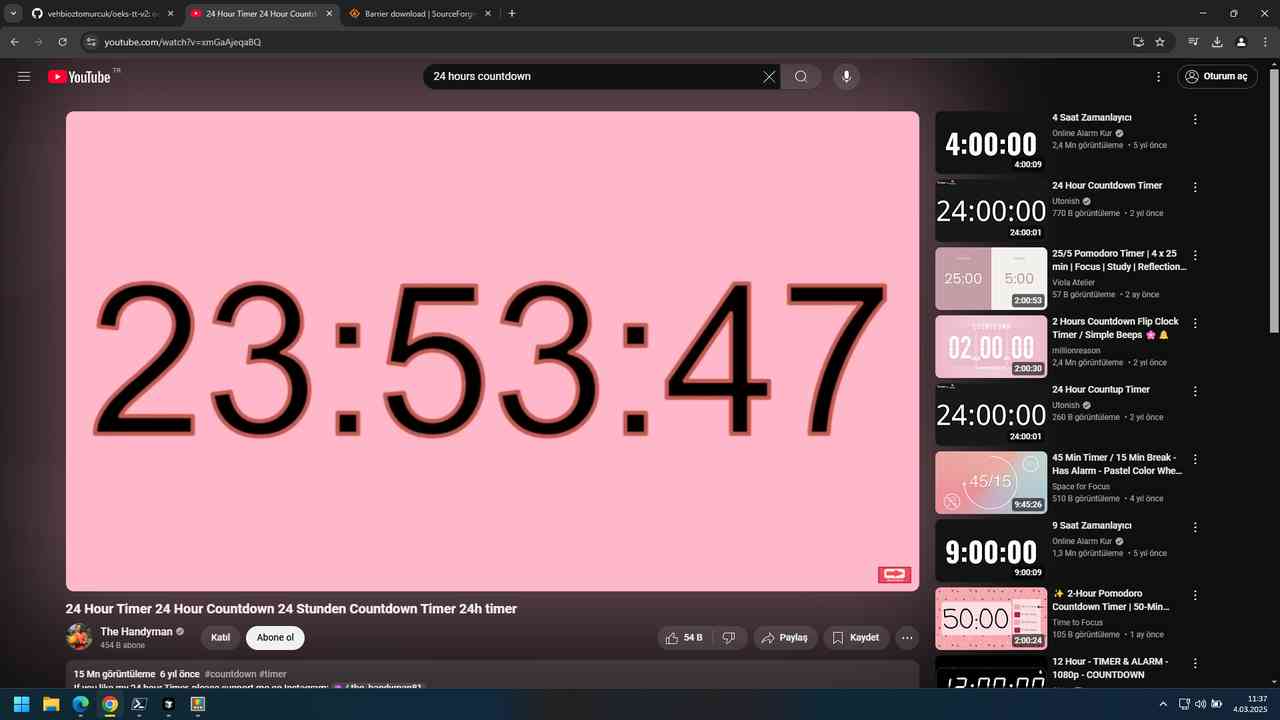 vehbioztomurcuk/oeks-tt-v2:
24 Hour Timer 24 Hour Countd
Barrier download | SourceForg
youtube.com/watch?v=xmGaAjeqaBQ
YouTube TR
24 hours countdown
Oturum aç
23:53:47
24 Hour Timer 24 Hour Countdown 24 Stunden Countdown Timer 24h timer
The Handyman
454 B abone
Katıl
Abone ol
54 B
Paylaş
Kaydet
15 Mn görüntüleme 6 yıl önce #countdown #timer
If you like my 24 hour Timer, please support me on Instagram: / the_handyman81
4:00:00
4:00:09
4 Saat Zamanlayıcı
Online Alarm Kur
2,4 Mn görüntüleme • 5 yıl önce
24:00:00
24:00:01
24 Hour Countdown Timer
Utonish
770 B görüntüleme • 2 yıl önce
25:00
5:00
2:00:53
25/5 Pomodoro Timer | 4 x 25
min | Focus | Study | Reflection...
Viola Atelier
57 B görüntüleme • 2 ay önce
COUNTDOWN
02 00 00
2:00:30
2 Hours Countdown Flip Clock
Timer / Simple Beeps 🌸 🔔
millionreason
2,4 Mn görüntüleme • 2 yıl önce
24:00:00
24:00:01
24 Hour Countup Timer
Utonish
260 B görüntüleme • 2 yıl önce
45/15
9:45:26
45 Min Timer / 15 Min Break -
Has Alarm - Pastel Color Whe...
Space for Focus
510 B görüntüleme • 4 yıl önce
9:00:00
9:00:09
9 Saat Zamanlayıcı
Online Alarm Kur
1,3 Mn görüntüleme • 5 yıl önce
50:00
2:00:24
✨ 2-Hour Pomodoro
Countdown Timer | 50-Min...
Time to Focus
105 B görüntüleme • 1 ay önce
12:00:00
12 Hour - TIMER & ALARM -
1080p - COUNTDOWN
11:37
4.03.2025